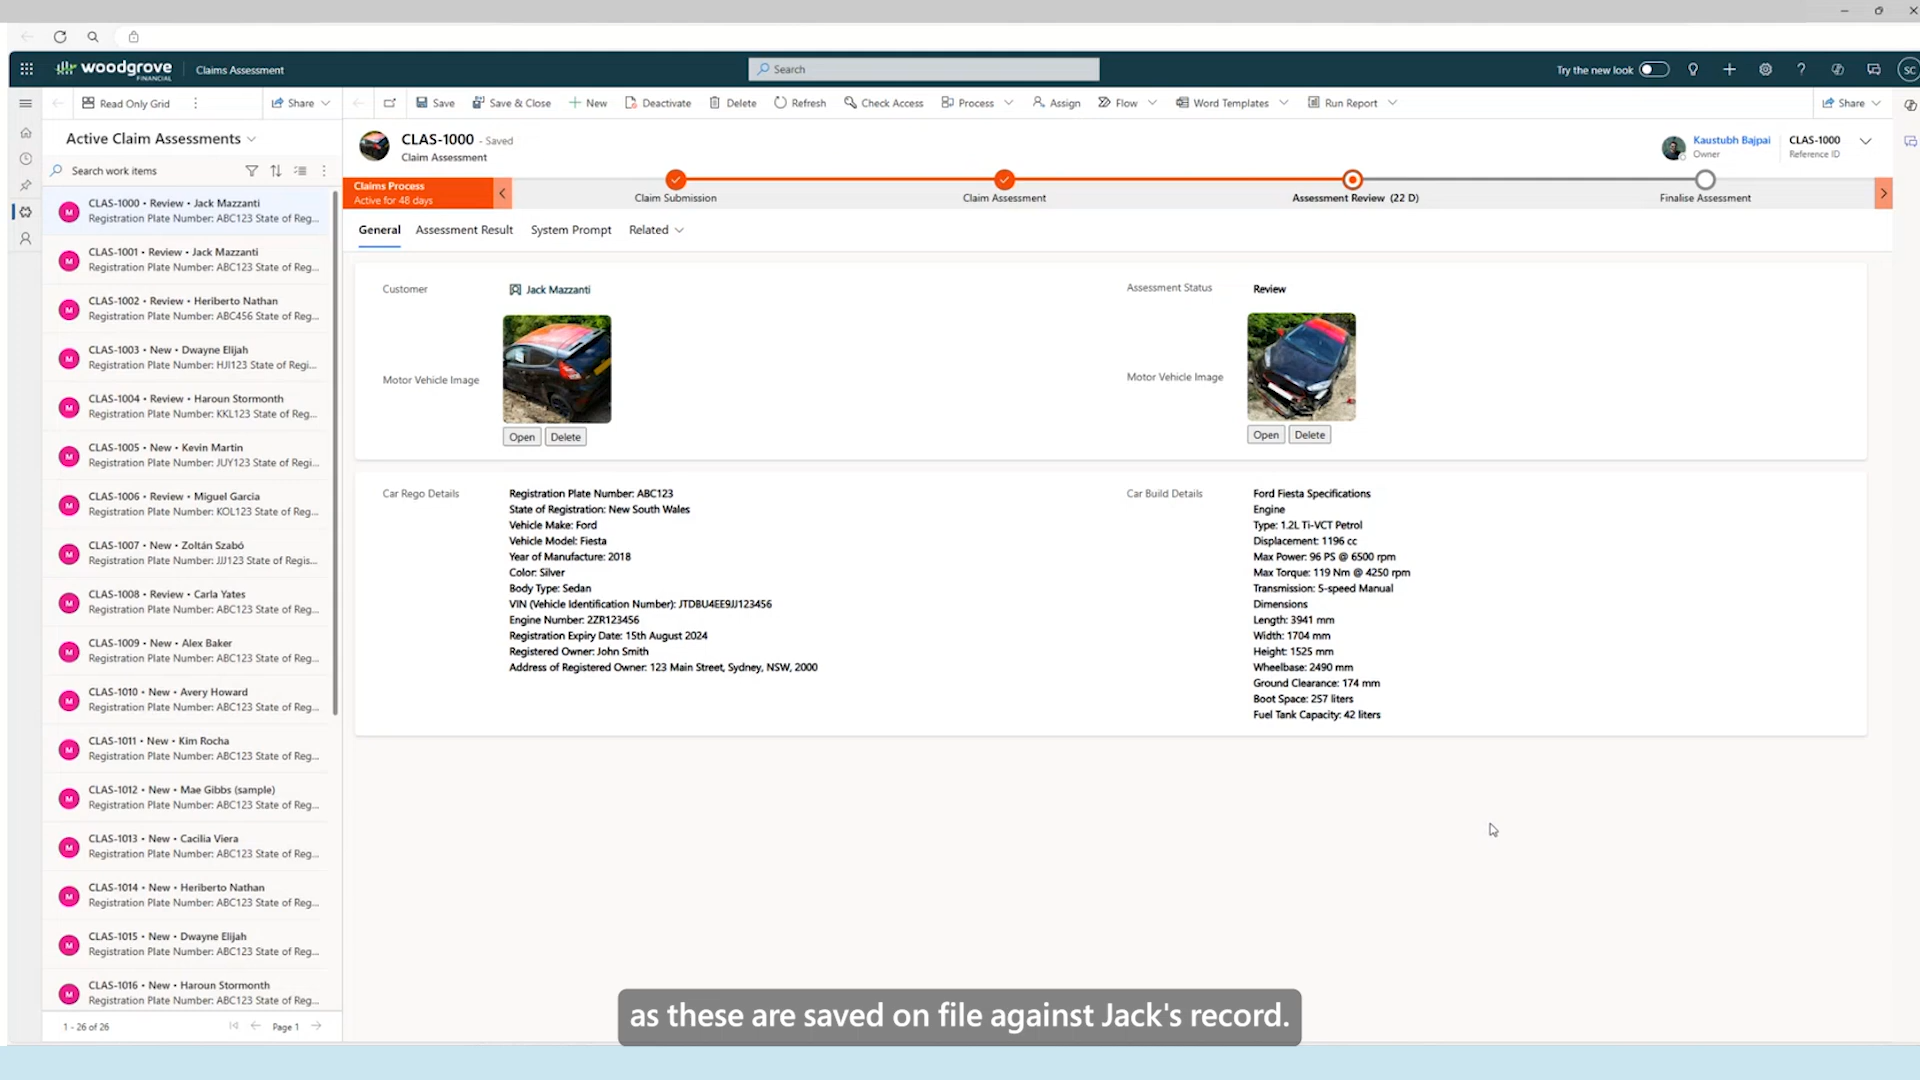 woodgrove
FINANCIAL
Claims Assessment
Search
Try the new look
SC
Read Only Grid
Share
Save
Save & Close
New
Deactivate
Delete
Refresh
Check Access
Process
Assign
Flow
Word Templates
Run Report
Share
Active Claim Assessments
Search work items
M
CLAS-1000 • Review • Jack Mazzanti
Registration Plate Number: ABC123 State of Reg...
M
CLAS-1001 • Review • Jack Mazzanti
Registration Plate Number: ABC123 State of Reg...
M
CLAS-1002 • Review • Heriberto Nathan
Registration Plate Number: ABC456 State of Reg...
M
CLAS-1003 • New • Dwayne Elijah
Registration Plate Number: HJI123 State of Regi...
M
CLAS-1004 • Review • Haroun Stormonth
Registration Plate Number: KKL123 State of Reg...
M
CLAS-1005 • New • Kevin Martin
Registration Plate Number: JUY123 State of Regi...
M
CLAS-1006 • Review • Miguel Garcia
Registration Plate Number: KOL123 State of Reg...
M
CLAS-1007 • New • Zoltán Szabó
Registration Plate Number: JJJ123 State of Regis...
M
CLAS-1008 • Review • Carla Yates
Registration Plate Number: ABC123 State of Reg...
M
CLAS-1009 • New • Alex Baker
Registration Plate Number: ABC123 State of Reg...
M
CLAS-1010 • New • Avery Howard
Registration Plate Number: ABC123 State of Reg...
M
CLAS-1011 • New • Kim Rocha
Registration Plate Number: ABC123 State of Reg...
M
CLAS-1012 • New • Mae Gibbs (sample)
Registration Plate Number: ABC123 State of Reg...
M
CLAS-1013 • New • Cacilia Viera
Registration Plate Number: ABC123 State of Reg...
M
CLAS-1014 • New • Heriberto Nathan
Registration Plate Number: ABC123 State of Reg...
M
CLAS-1015 • New • Dwayne Elijah
Registration Plate Number: ABC123 State of Reg...
M
CLAS-1016 • New • Haroun Stormonth
Registration Plate Number: ABC123 State of Reg...
1 - 26 of 26
Page 1
CLAS-1000 - Saved
Claim Assessment
Kaustubh Bajpai
Owner
CLAS-1000
Reference ID
Claims Process
Active for 48 days
Claim Submission
Claim Assessment
Assessment Review (22 D)
Finalise Assessment
General
Assessment Result
System Prompt
Related
Customer
Jack Mazzanti
Assessment Status
Review
Motor Vehicle Image
Open
Delete
Motor Vehicle Image
Open
Delete
Car Rego Details
Registration Plate Number: ABC123
State of Registration: New South Wales
Vehicle Make: Ford
Vehicle Model: Fiesta
Year of Manufacture: 2018
Color: Silver
Body Type: Sedan
VIN (Vehicle Identification Number): JTDBU4EE9JJ123456
Engine Number: 2ZR123456
Registration Expiry Date: 15th August 2024
Registered Owner: John Smith
Address of Registered Owner: 123 Main Street, Sydney, NSW, 2000
Car Build Details
Ford Fiesta Specifications
Engine
Type: 1.2L Ti-VCT Petrol
Displacement: 1196 cc
Max Power: 96 PS @ 6500 rpm
Max Torque: 119 Nm @ 4250 rpm
Transmission: 5-speed Manual
Dimensions
Length: 3941 mm
Width: 1704 mm
Height: 1525 mm
Wheelbase: 2490 mm
Ground Clearance: 174 mm
Boot Space: 257 liters
Fuel Tank Capacity: 42 liters
as these are saved on file against Jack's record.